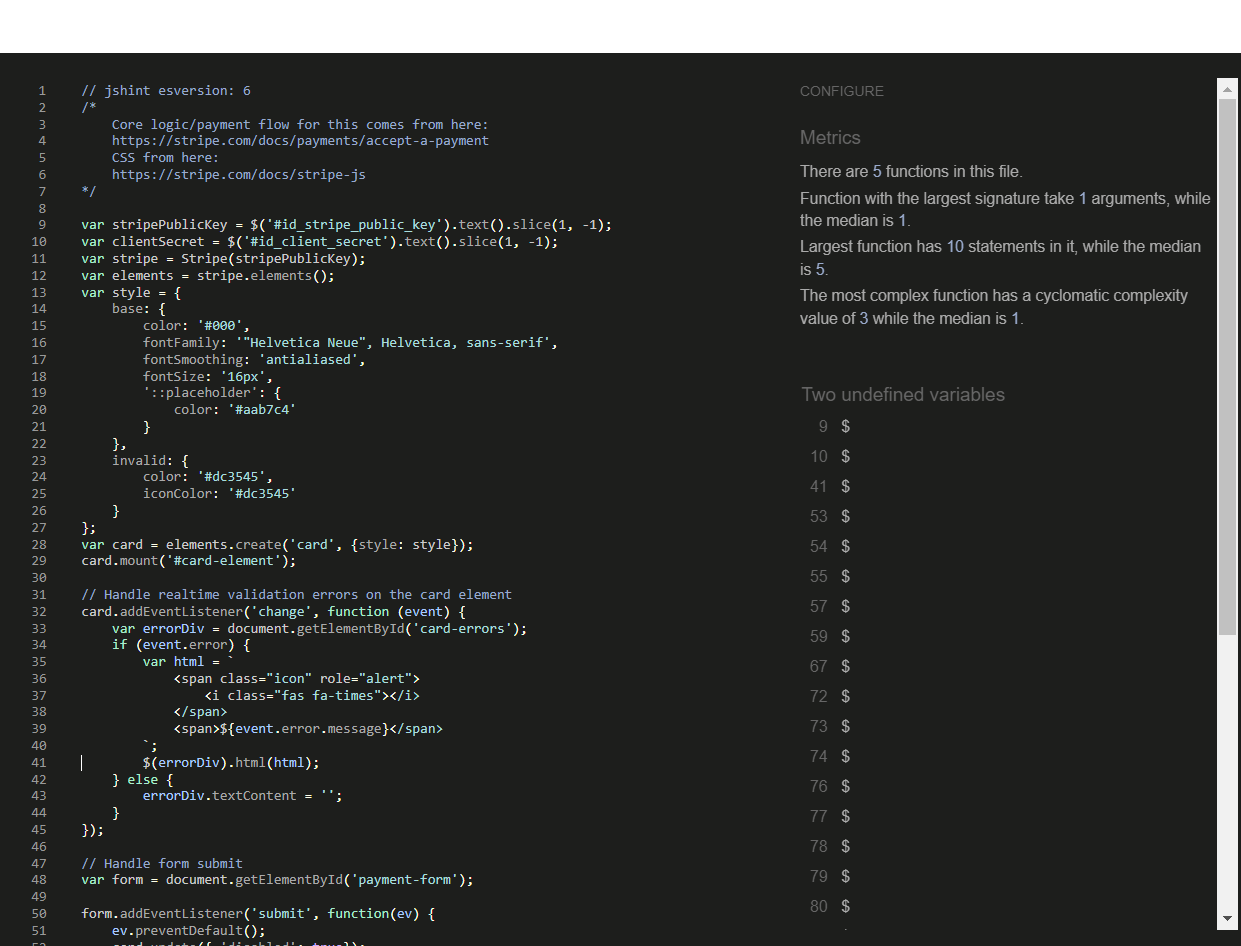 1 // jshint esversion: 6
2 /*
3 Core logic/payment flow for this comes from here:
4 https://stripe.com/docs/payments/accept-a-payment
5 CSS from here:
6 https://stripe.com/docs/stripe-js
7 */
8
9 var stripePublicKey = $('#id_stripe_public_key').text().slice(1, -1);
10 var clientSecret = $('#id_client_secret').text().slice(1, -1);
11 var stripe = Stripe(stripePublicKey);
12 var elements = stripe.elements();
13 var style = {
14 base: {
15 color: '#000',
16 fontFamily: '"Helvetica Neue", Helvetica, sans-serif',
17 fontSmoothing: 'antialiased',
18 fontSize: '16px',
19 '::placeholder': {
20 color: '#aab7c4'
21 }
22 },
23 invalid: {
24 color: '#dc3545',
25 iconColor: '#dc3545'
26 }
27 };
28 var card = elements.create('card', {style: style});
29 card.mount('#card-element');
30
31 // Handle realtime validation errors on the card element
32 card.addEventListener('change', function (event) {
33 var errorDiv = document.getElementById('card-errors');
34 if (event.error) {
35 var html = `
36 <span class="icon" role="alert">
37 <i class="fas fa-times"></i>
38 </span>
39 <span>${event.error.message}</span>
40 `;
41 $(errorDiv).html(html);
42 } else {
43 errorDiv.textContent = '';
44 }
45 });
46
47 // Handle form submit
48 var form = document.getElementById('payment-form');
49
50 form.addEventListener('submit', function(ev) {
51 ev.preventDefault();
52 card.update({ 'disabled': true});
CONFIGURE
Metrics
There are 5 functions in this file.
Function with the largest signature take 1 arguments, while
the median is 1.
Largest function has 10 statements in it, while the median
is 5.
The most complex function has a cyclomatic complexity
value of 3 while the median is 1.
Two undefined variables
9 $
10 $
41 $
53 $
54 $
55 $
57 $
59 $
67 $
72 $
73 $
74 $
76 $
77 $
78 $
79 $
80 $